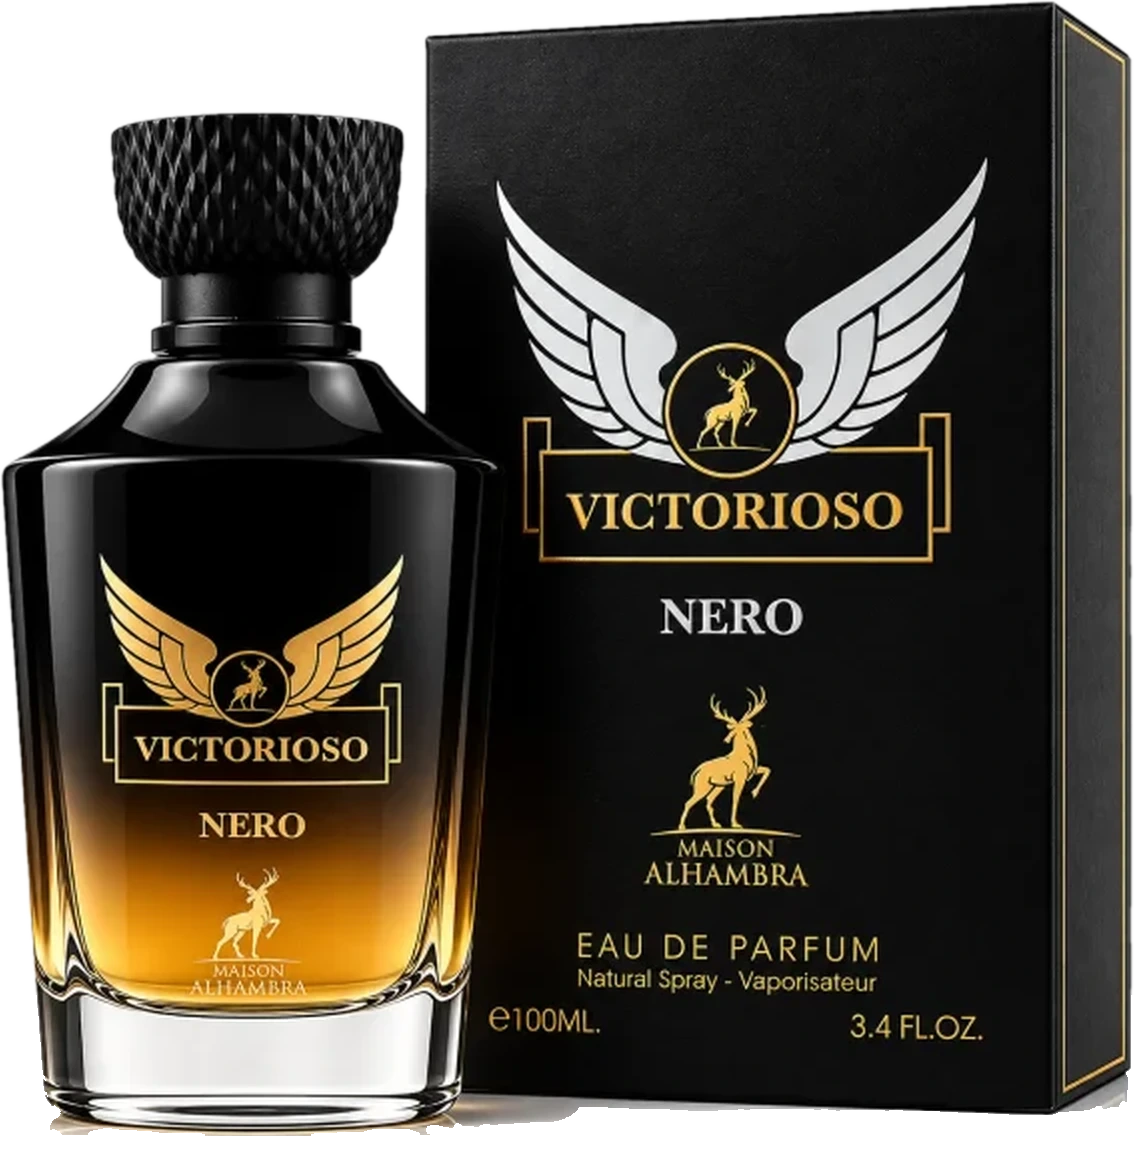 VICTORIOSO
NERO
MAISON
ALHAMBRA
EAU DE PARFUM
Natural Spray - Vaporisateur
e100ML.
3.4 FL.OZ.
VICTORIOSO
NERO
MAISON
ALHAMBRA